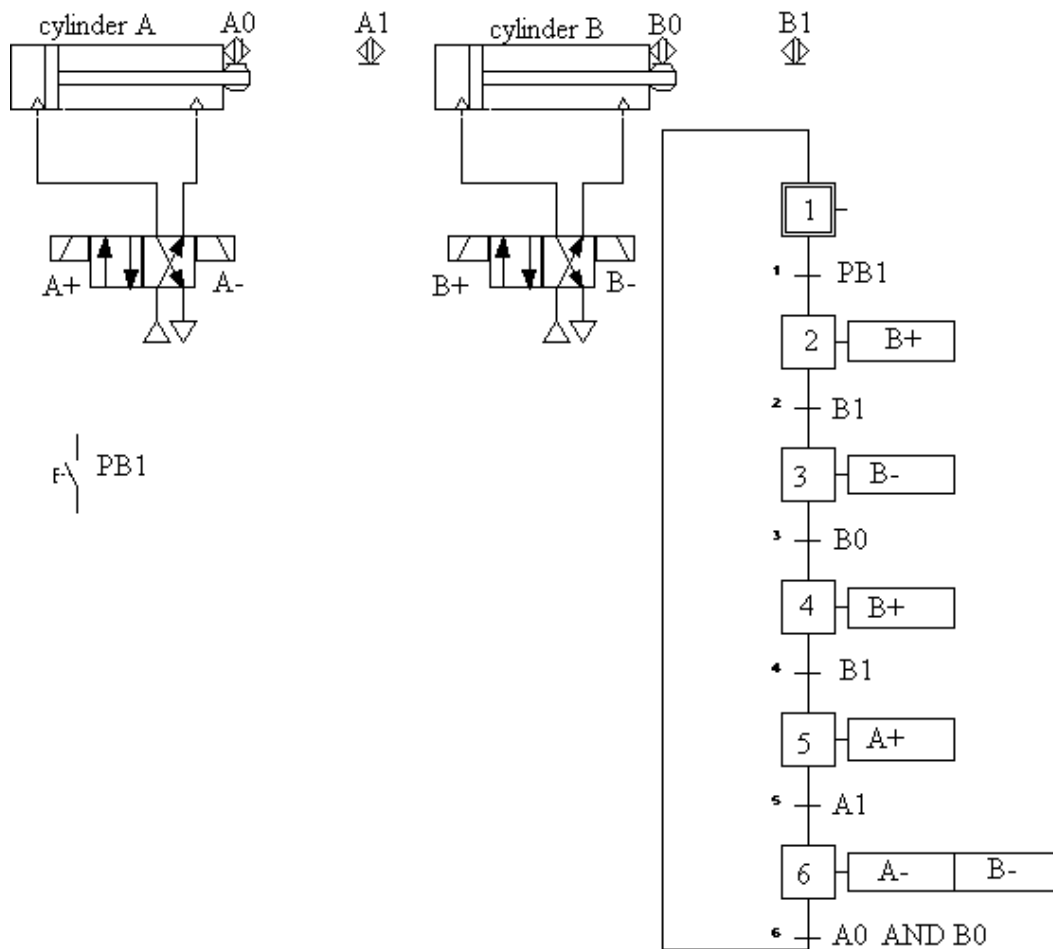 cylinder A
A0
A1
cylinder B
B0
B1
A+
A-
B+
B-
PB1
1
1
PB1
2
B+
2
B1
3
B-
3
B0
4
B+
4
B1
5
A+
5
A1
6
A-
B-
6
A0 AND B0